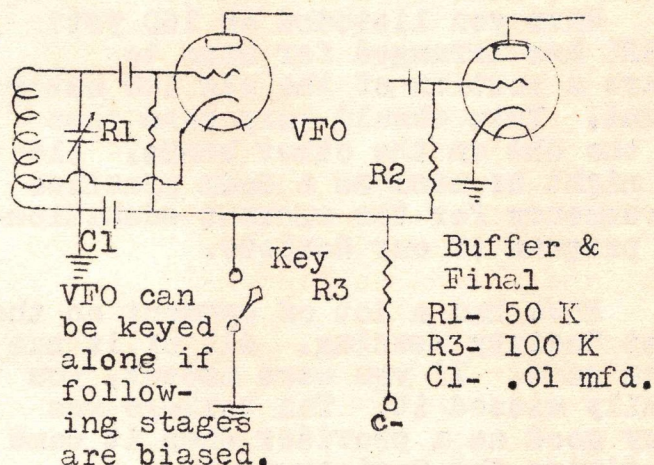 VFO
R1
R2
C1
Key
R3
C-
VFO can
be keyed
along if
follow-
ing stages
are biased.
Buffer &
Final
R1- 50 K
R3- 100 K
C1- .01 mfd.